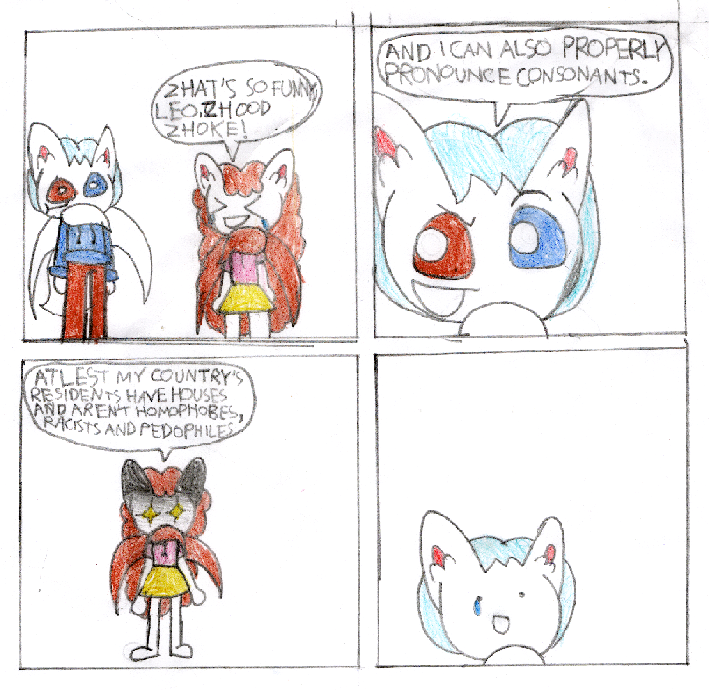 ZHAT'S SO FUNNY
LEO, ZHOOD
ZHOKE!
AND I CAN ALSO PROPERLY
PRONOUNCE CONSONANTS.
ATLEST MY COUNTRY'S
RESIDENTS HAVE HOUSES
AND AREN'T HOMOPHOBES,
RACISTS AND PEDOPHILES